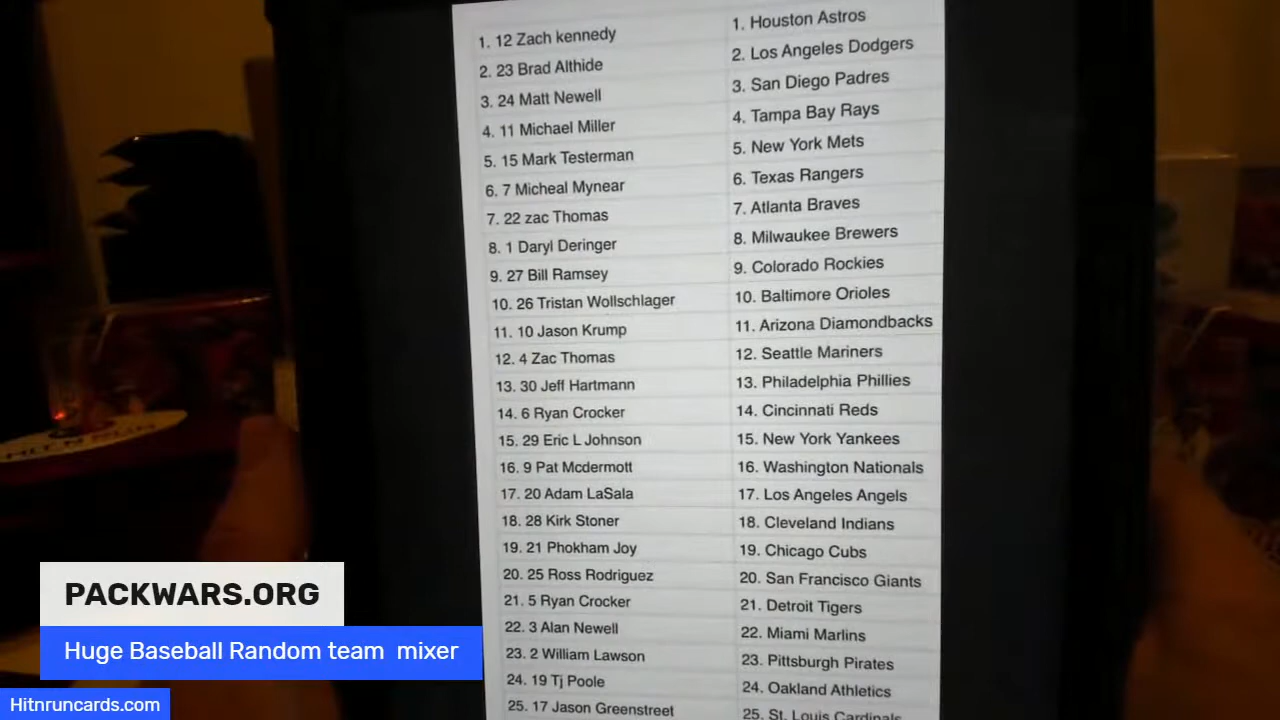 1. 12 Zach kennedy
2. 23 Brad Althide
3. 24 Matt Newell
4. 11 Michael Miller
5. 15 Mark Testerman
6. 7 Micheal Mynear
7. 22 zac Thomas
8. 1 Daryl Deringer
9. 27 Bill Ramsey
10. 26 Tristan Wollschlager
11. 10 Jason Krump
12. 4 Zac Thomas
13. 30 Jeff Hartmann
14. 6 Ryan Crocker
15. 29 Eric L Johnson
16. 9 Pat Mcdermott
17. 20 Adam LaSala
18. 28 Kirk Stoner
19. 21 Phokham Joy
20. 25 Ross Rodriguez
21. 5 Ryan Crocker
22. 3 Alan Newell
23. 2 William Lawson
24. 19 Tj Poole
25. 17 Jason Greenstreet
1. Houston Astros
2. Los Angeles Dodgers
3. San Diego Padres
4. Tampa Bay Rays
5. New York Mets
6. Texas Rangers
7. Atlanta Braves
8. Milwaukee Brewers
9. Colorado Rockies
10. Baltimore Orioles
11. Arizona Diamondbacks
12. Seattle Mariners
13. Philadelphia Phillies
14. Cincinnati Reds
15. New York Yankees
16. Washington Nationals
17. Los Angeles Angels
18. Cleveland Indians
19. Chicago Cubs
20. San Francisco Giants
21. Detroit Tigers
22. Miami Marlins
23. Pittsburgh Pirates
24. Oakland Athletics
25. St. Louis Cardinals
HIT N RUN
PACKWARS.ORG
Huge Baseball Random team mixer
Hitnruncards.com